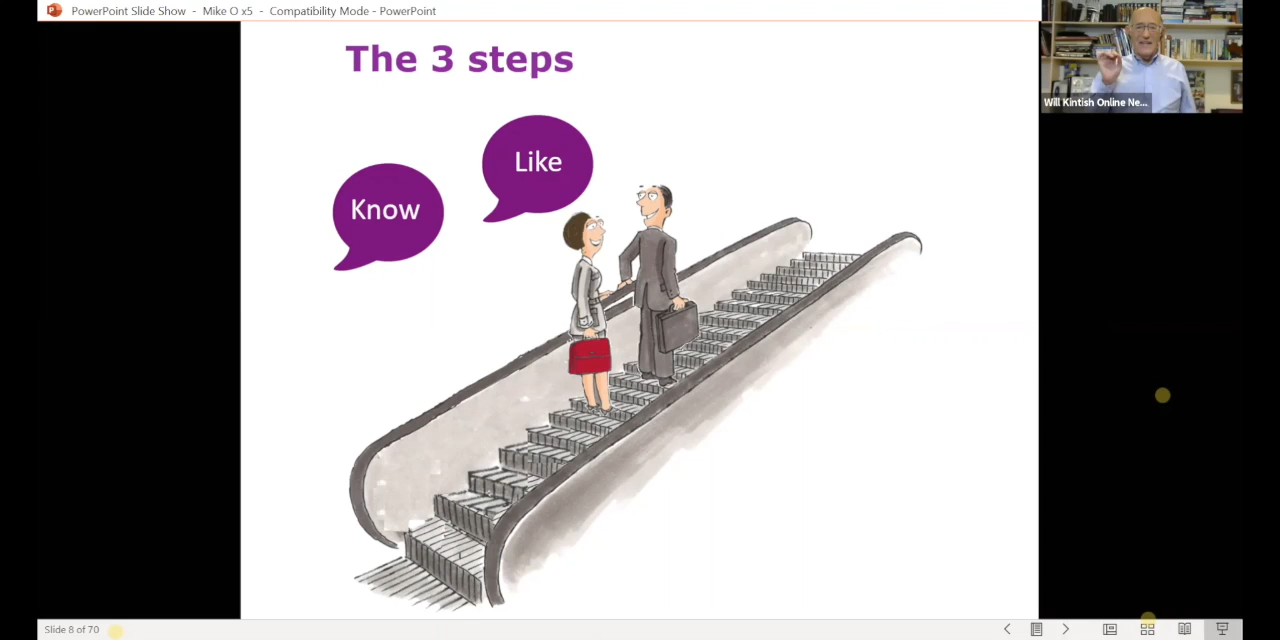 PowerPoint Slide Show - Mike O x5 - Compatibility Mode - PowerPoint
The 3 steps
Like
Know
Will Kintish Online Ne...
Slide 8 of 70